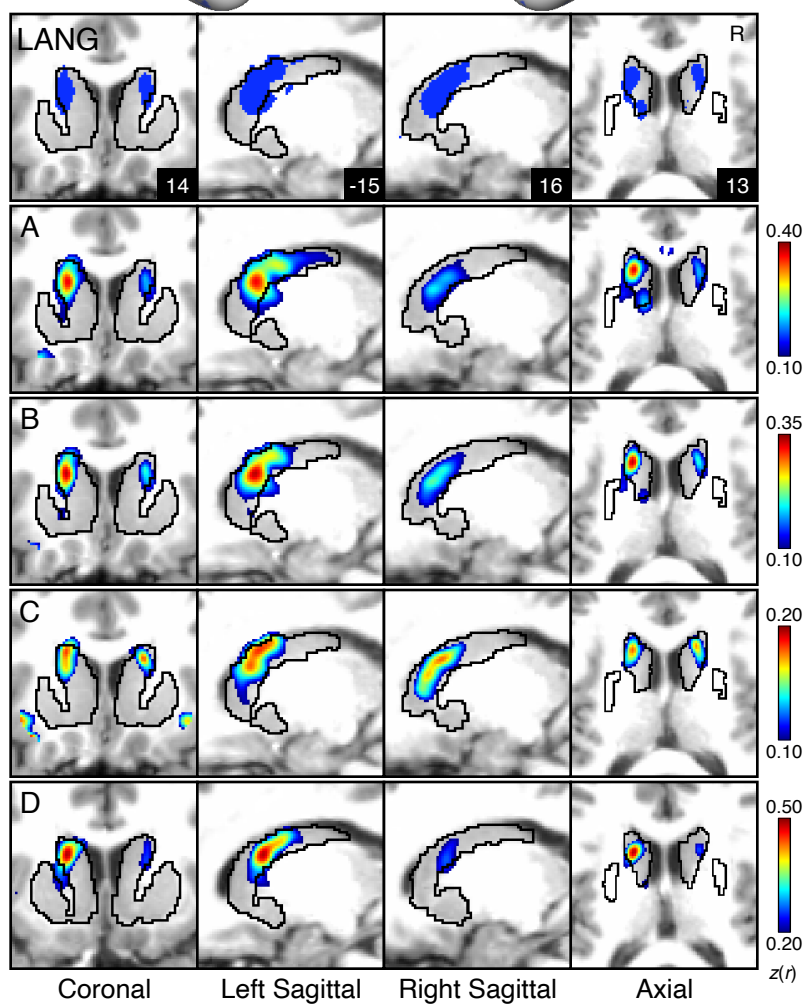 LANG
R
14
-15
16
13
A
0.40
0.10
B
0.35
0.10
C
0.20
0.10
D
0.50
0.20
z(r)
Coronal
Left Sagittal
Right Sagittal
Axial